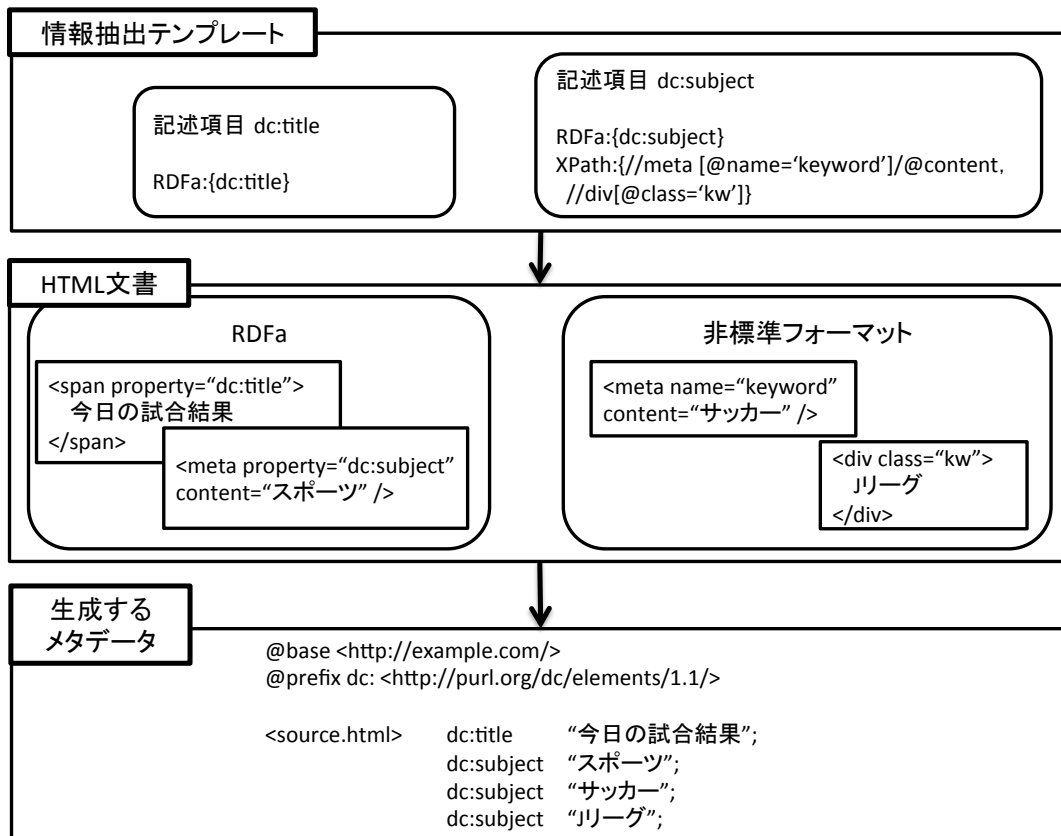 情報抽出テンプレート
記述項目 dc:title
RDFa:{dc:title}
記述項目 dc:subject
RDFa:{dc:subject}
XPath:{//meta [@name=‘keyword’]/@content,
//div[@class=‘kw’]}
HTML文書
RDFa
<span property=“dc:title”>
今日の試合結果
</span>
<meta property=“dc:subject”
content=“スポーツ” />
非標準フォーマット
<meta name=“keyword”
content=“サッカー” />
<div class=“kw”>
Jリーグ
</div>
生成する
メタデータ
@base <http://example.com/>
@prefix dc: <http://purl.org/dc/elements/1.1/>
<source.html> dc:title “今日の試合結果”;
dc:subject “スポーツ”;
dc:subject “サッカー”;
dc:subject “Jリーグ”;